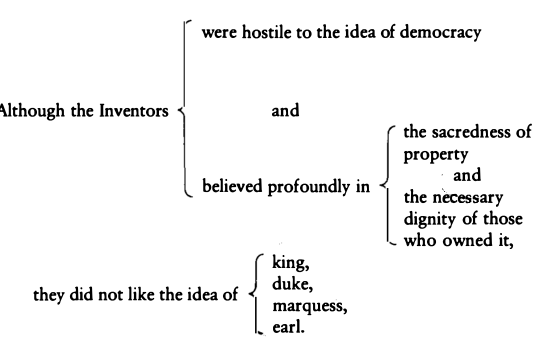 were hostile to the idea of democracy
Although the Inventors
and
believed profoundly in
the sacredness of
property
and
the necessary
dignity of those
who owned it,
they did not like the idea of
king,
duke,
marquess,
earl.